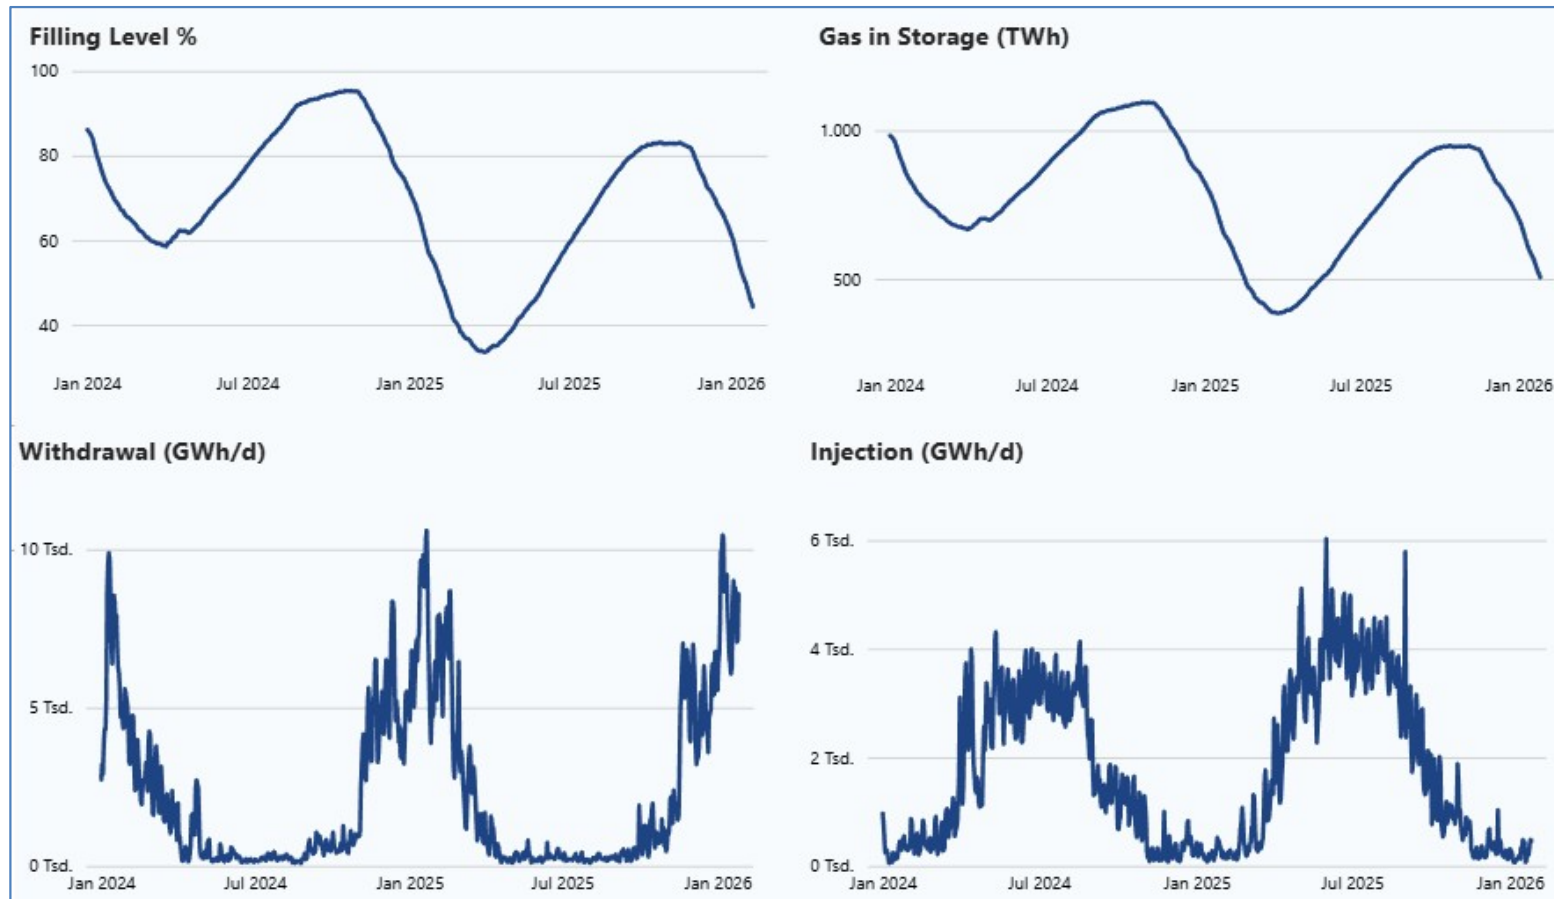 Filling Level %
100
80
60
40
Jan 2024 Jul 2024 Jan 2025 Jul 2025 Jan 2026
Gas in Storage (TWh)
1.000
500
Jan 2024 Jul 2024 Jan 2025 Jul 2025 Jan 2026
Withdrawal (GWh/d)
10 Tsd.
5 Tsd.
0 Tsd.
Jan 2024 Jul 2024 Jan 2025 Jul 2025 Jan 2026
Injection (GWh/d)
6 Tsd.
4 Tsd.
2 Tsd.
0 Tsd.
Jan 2024 Jul 2024 Jan 2025 Jul 2025 Jan 2026